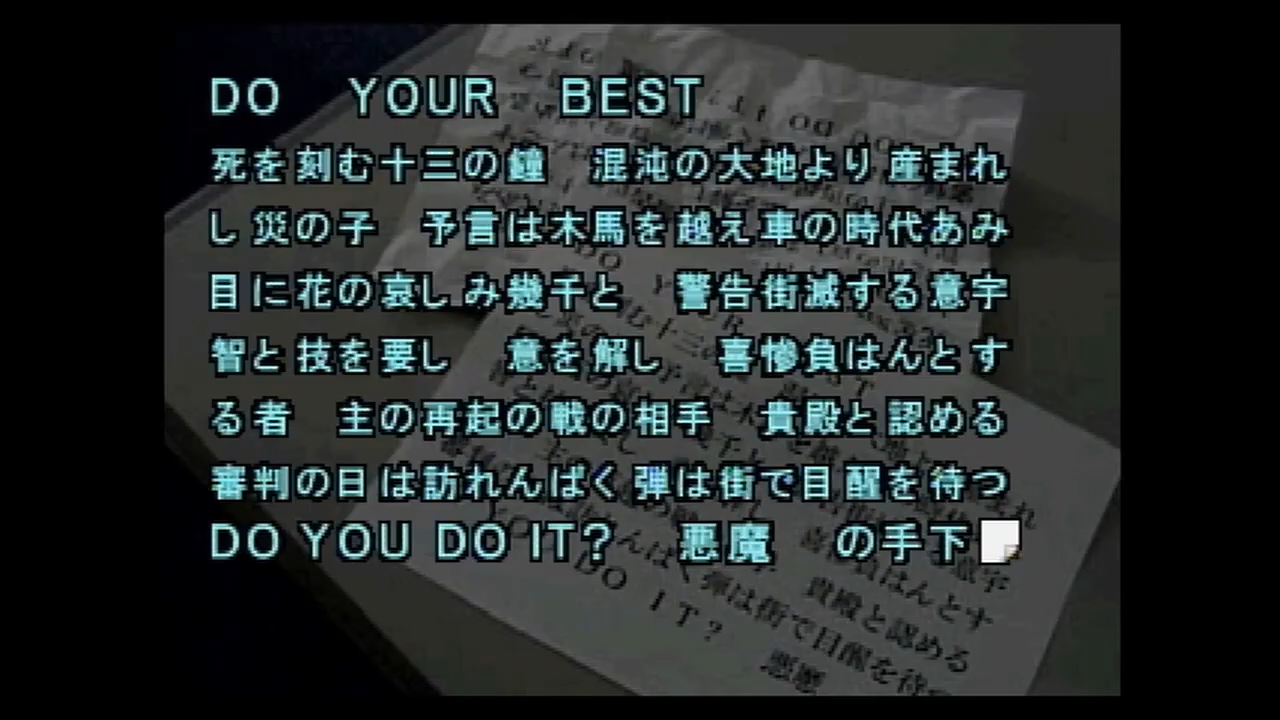 DO YOUR BEST
死を刻む十三の鐘　混沌の大地より産まれ
し災の子　予言は木馬を越え車の時代あみ
目に花の哀しみ幾千と　警告街滅する意宇
智と技を要し　意を解し　喜惨負はんとす
る者　主の再起の戦の相手　貴殿と認める
審判の日は訪れんばく弾は街で目醒を待つ
DO YOU DO IT?　悪魔　の手下